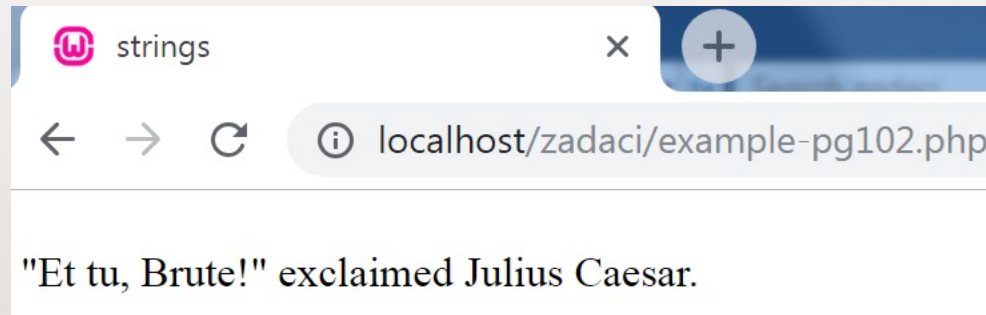 strings
localhost/zadaci/example-pg102.php
"Et tu, Brute!" exclaimed Julius Caesar.